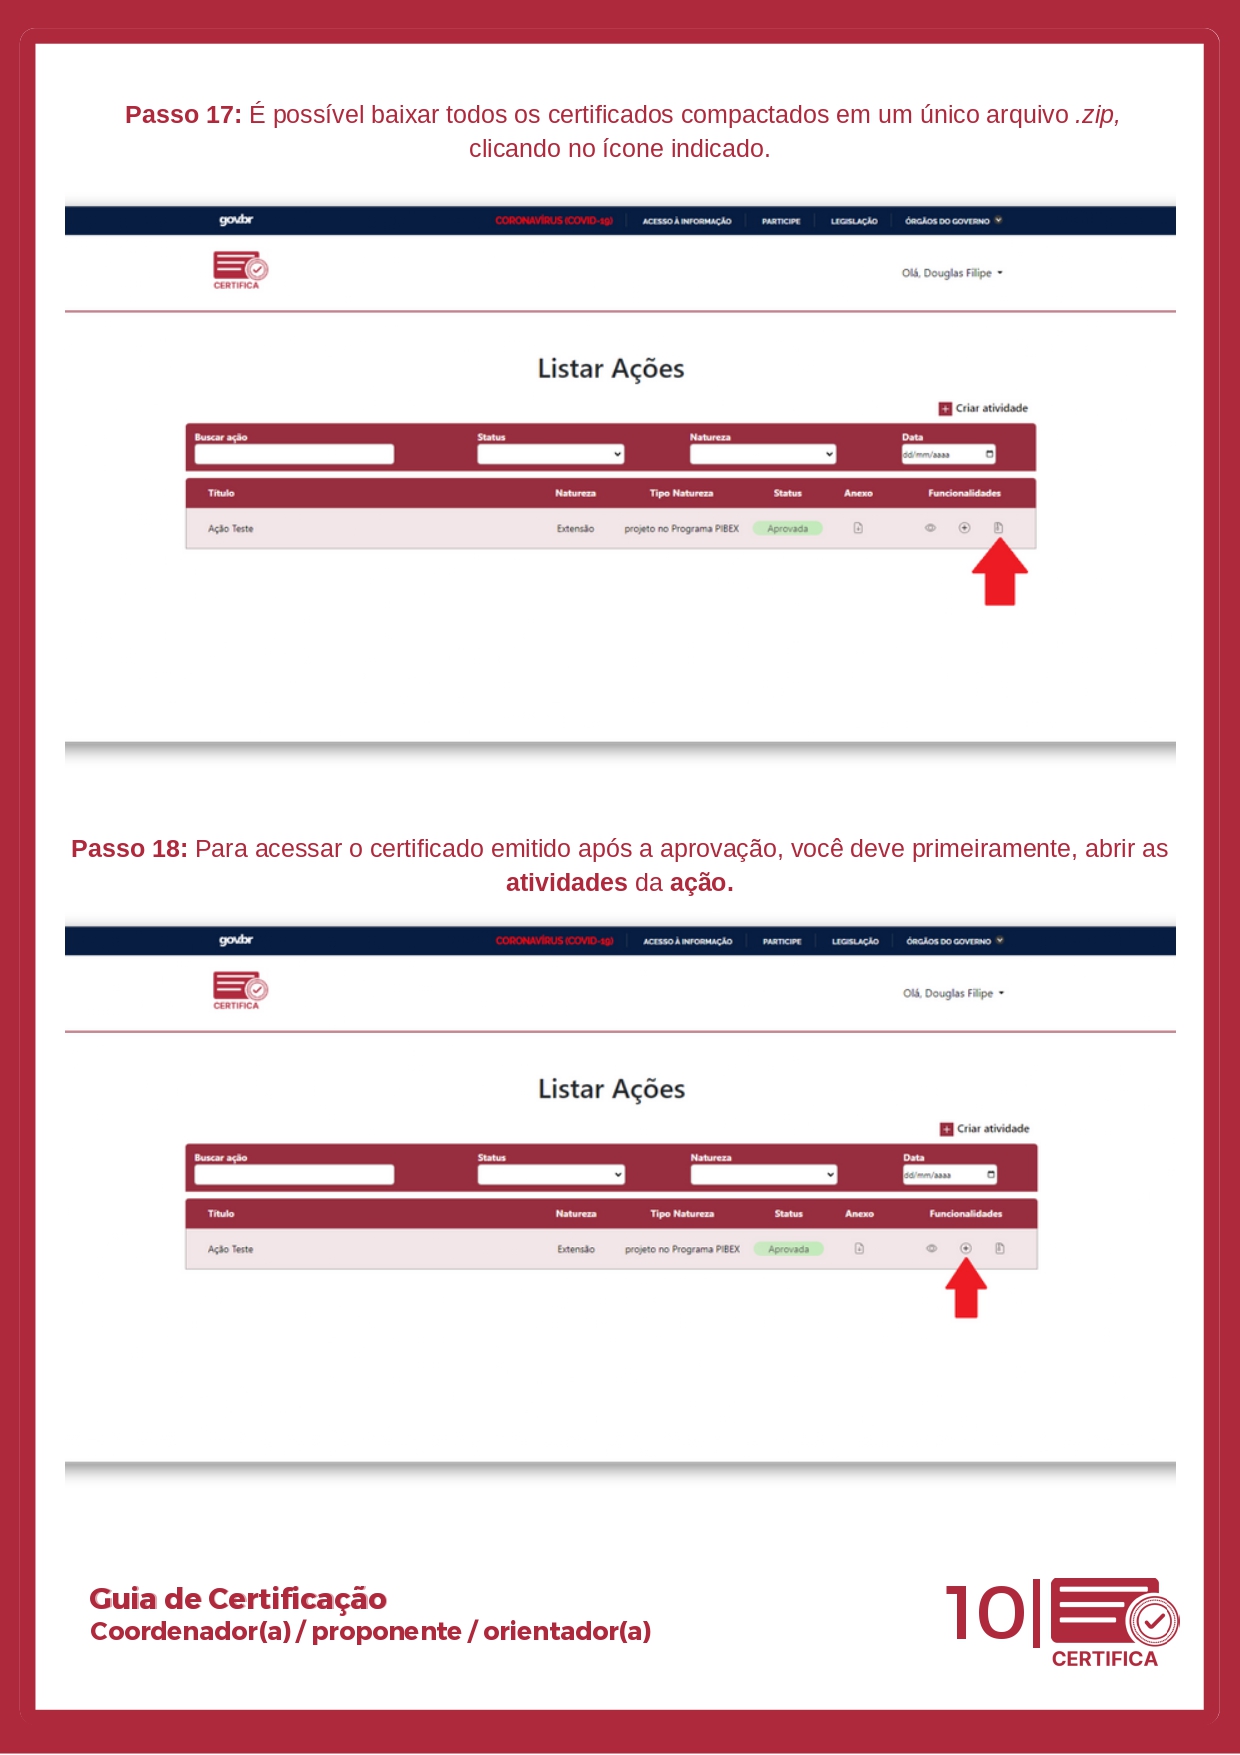 Passo 17: É possível baixar todos os certificados compactados em um único arquivo .zip,
clicando no ícone indicado.
gov.br CORONAVÍRUS (COVID-19) ACESSO À INFORMAÇÃO PARTICIPE LEGISLAÇÃO ÓRGÃOS DO GOVERNO
CERTIFICA
Olá, Douglas Filipe
Listar Ações
+ Criar atividade
Buscar ação Status Natureza Data
dd/mm/aaaa
Título Natureza Tipo Natureza Status Anexo Funcionalidades
Ação Teste Extensão projeto no Programa PIBEX Aprovada
Passo 18: Para acessar o certificado emitido após a aprovação, você deve primeiramente, abrir as
atividades da ação.
gov.br CORONAVÍRUS (COVID-19) ACESSO À INFORMAÇÃO PARTICIPE LEGISLAÇÃO ÓRGÃOS DO GOVERNO
CERTIFICA
Olá, Douglas Filipe
Listar Ações
+ Criar atividade
Buscar ação Status Natureza Data
dd/mm/aaaa
Título Natureza Tipo Natureza Status Anexo Funcionalidades
Ação Teste Extensão projeto no Programa PIBEX Aprovada
Guia de Certificação
Coordenador(a) / proponente / orientador(a)
10|
CERTIFICA